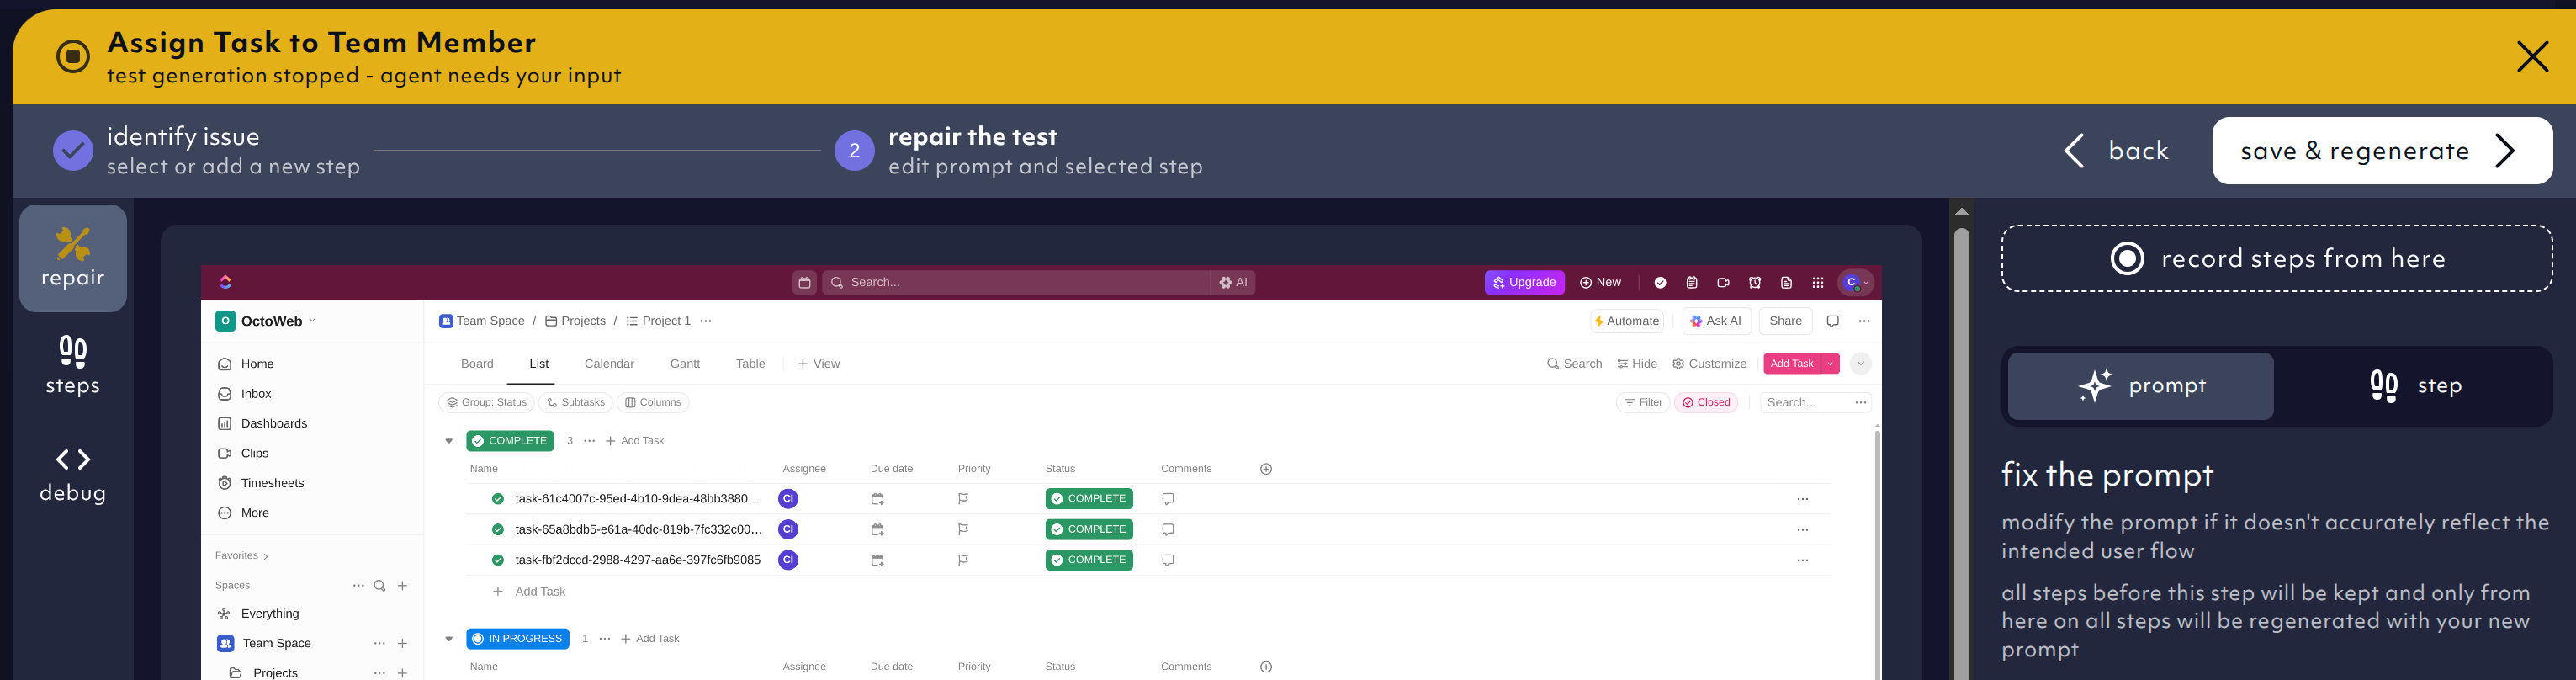 Assign Task to Team Member
test generation stopped - agent needs your input
identify issue
select or add a new step
2
repair the test
edit prompt and selected step
back
save & regenerate
repair
steps
debug
Search...
AI
Upgrade
New
C
O OctoWeb
Home
Inbox
Dashboards
Clips
Timesheets
More
Favorites
Spaces
Everything
Team Space
Projects
Team Space / Projects / Project 1
Automate
Ask AI
Share
Board List Calendar Gantt Table + View
Search Hide Customize Add Task
Group: Status Subtasks Columns
Filter Closed Search...
COMPLETE 3 ... + Add Task
Name Assignee Due date Priority Status Comments
task-61c4007c-95ed-4b10-9dea-48bb3880... CI COMPLETE
task-65a8bdb5-e61a-40dc-819b-7fc332c00... CI COMPLETE
task-fbf2dccd-2988-4297-aa6e-397fc6fb9085 CI COMPLETE
+ Add Task
IN PROGRESS 1 ... + Add Task
Name Assignee Due date Priority Status Comments
record steps from here
prompt
step
fix the prompt
modify the prompt if it doesn't accurately reflect the
intended user flow
all steps before this step will be kept and only from
here on all steps will be regenerated with your new
prompt